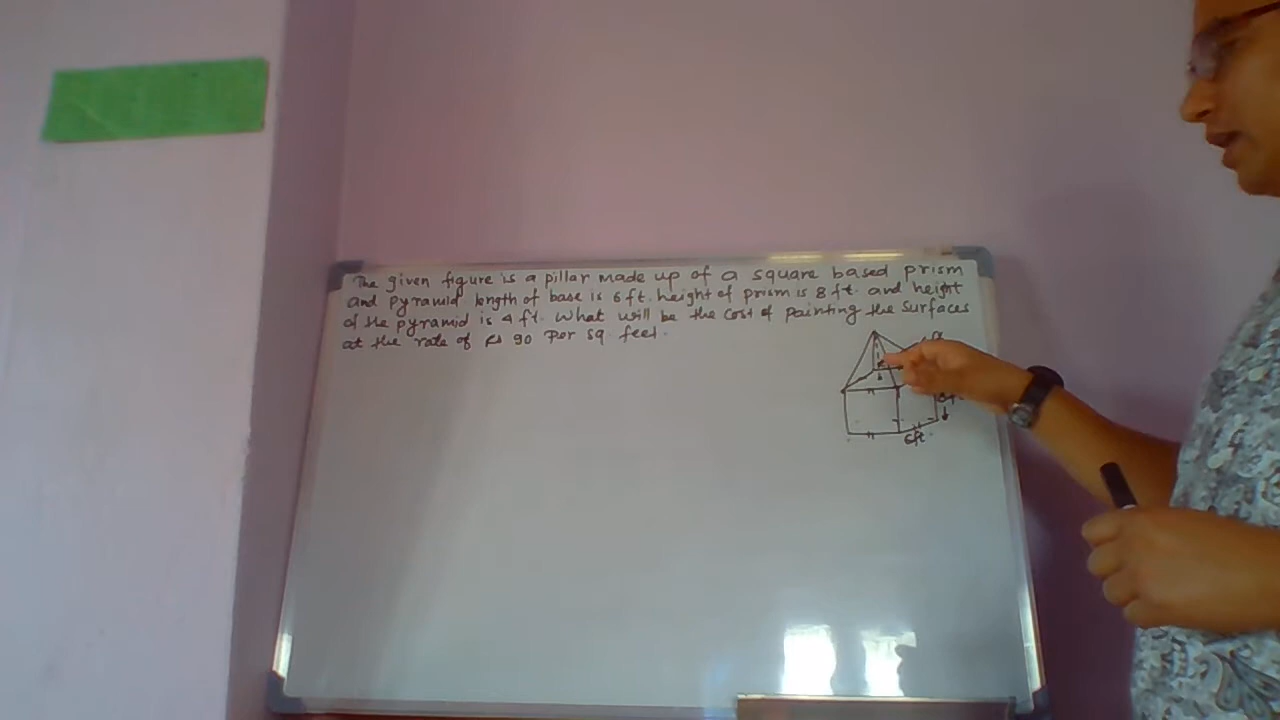 The given figure is a pillar made up of a square based prism
and pyramid. length of base is 6 ft. height of prism is 8 ft. and height
of the pyramid is 4 ft. What will be the cost of painting the surfaces
at the rate of Rs 90 per sq. feet.
6ft.